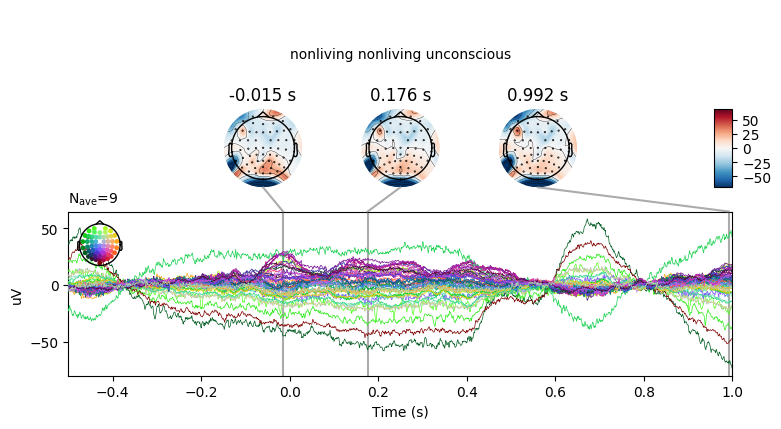 nonliving nonliving unconscious
-0.015 s 0.176 s 0.992 s
50
25
0
−25
−50
Nave=9
50
0
−50
uV
−0.4 −0.2 0.0 0.2 0.4 0.6 0.8 1.0
Time (s)